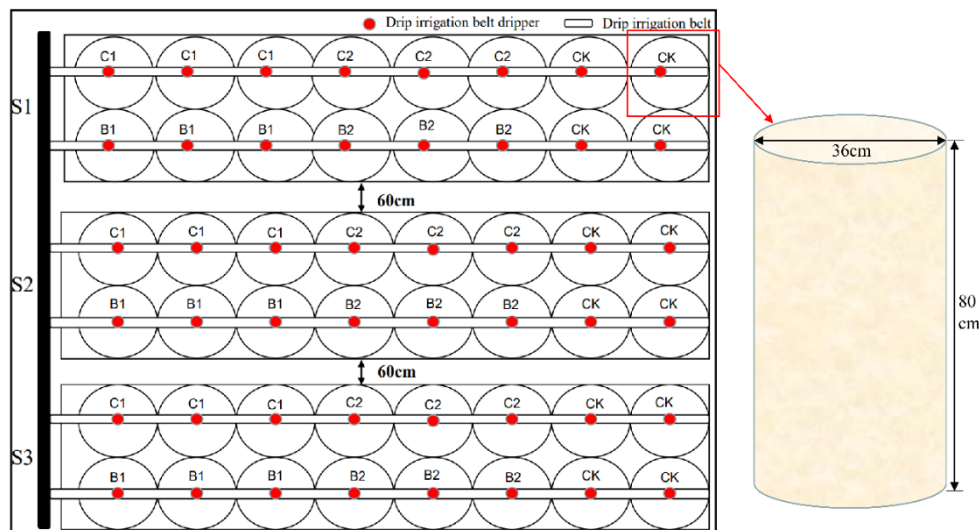 Drip irrigation belt dripper Drip irrigation belt
S1
C1 C1 C1 C2 C2 C2 CK CK
B1 B1 B1 B2 B2 B2 CK CK
60cm
S2
C1 C1 C1 C2 C2 C2 CK CK
B1 B1 B1 B2 B2 B2 CK CK
60cm
S3
C1 C1 C1 C2 C2 C2 CK CK
B1 B1 B1 B2 B2 B2 CK CK
36cm
80
cm